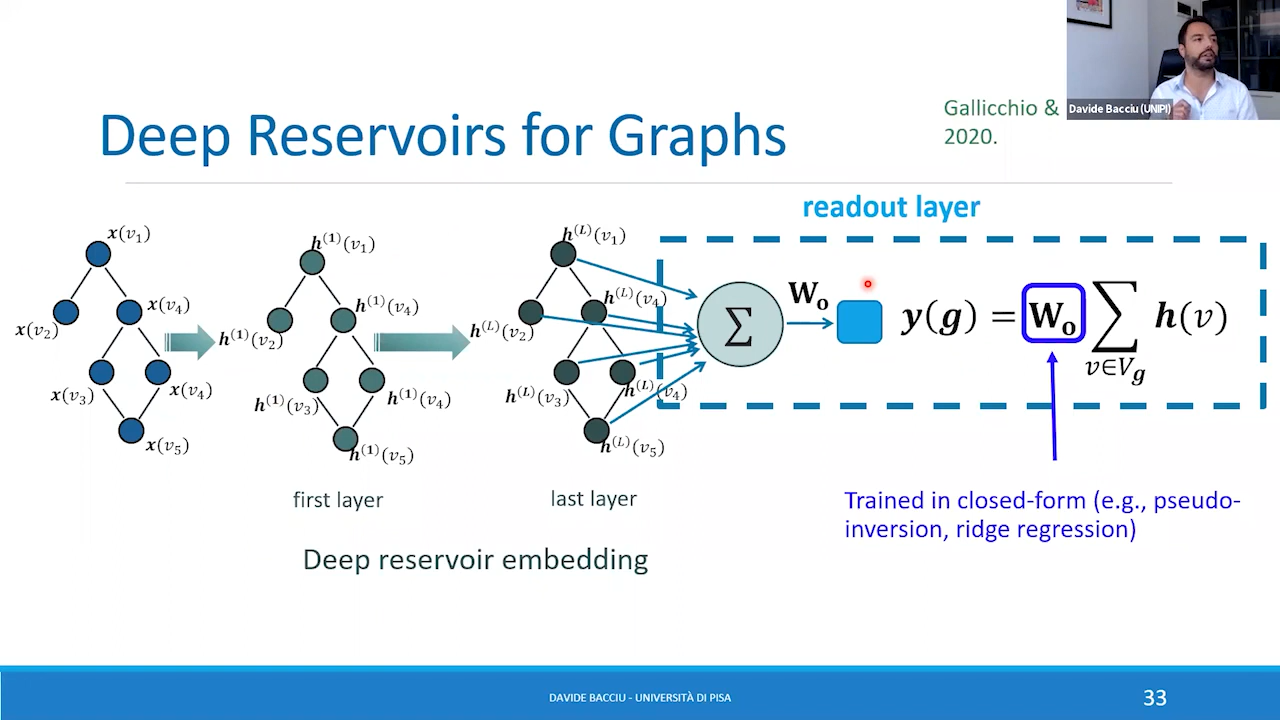 Davide Bacciu (UNIPI)
Gallicchio &
2020.
Deep Reservoirs for Graphs
readout layer
x(v₁)
x(v₂)
x(v₄)
x(v₃)
x(v₄)
x(v₅)
h⁽¹⁾(v₁)
h⁽¹⁾(v₂)
h⁽¹⁾(v₄)
h⁽¹⁾(v₃)
h⁽¹⁾(v₄)
h⁽¹⁾(v₅)
h⁽ᴸ⁾(v₁)
h⁽ᴸ⁾(v₂)
h⁽ᴸ⁾(v₄)
h⁽ᴸ⁾(v₃)
h⁽ᴸ⁾(v₄)
h⁽ᴸ⁾(v₅)
Σ
Wₒ
y(g) = Wₒ Σ h(v)
v∈V_g
first layer
last layer
Deep reservoir embedding
Trained in closed-form (e.g., pseudo-
inversion, ridge regression)
DAVIDE BACCIU - UNIVERSITÀ DI PISA
33